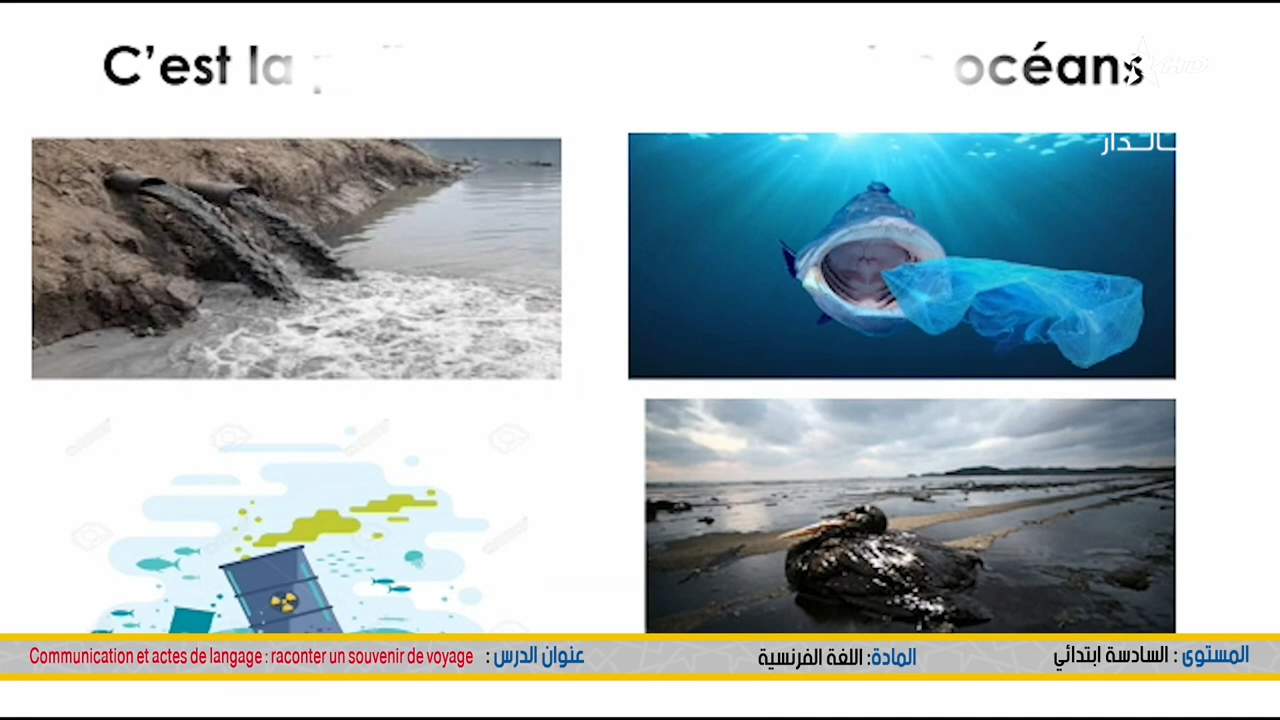 C'est la océans
الدار
Communication et actes de langage : raconter un souvenir de voyage : عنوان الدرس
المادة: اللغة الفرنسية
المستوى : السادسة ابتدائي